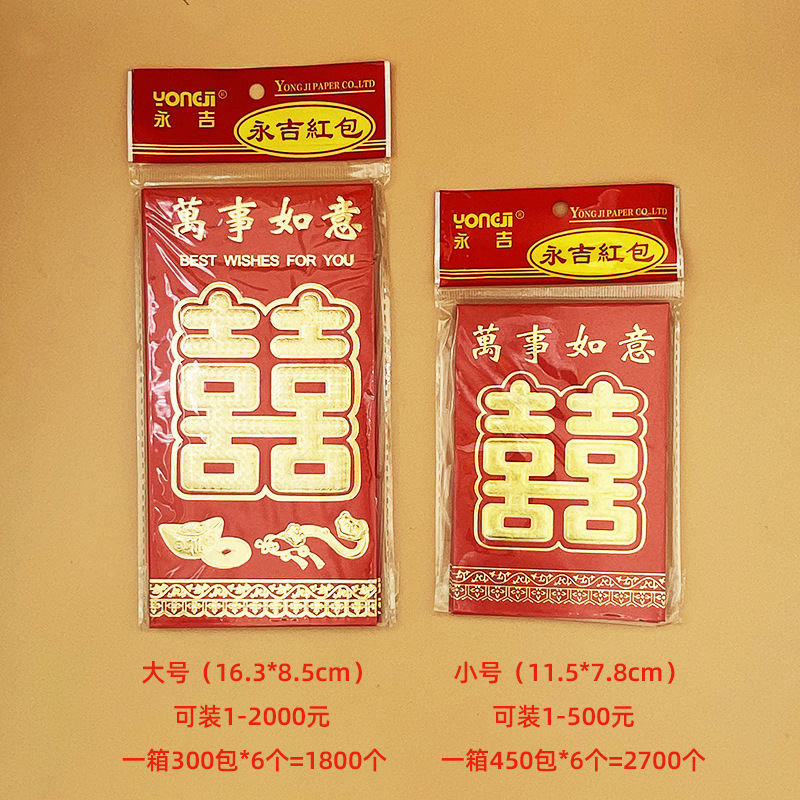 YONGJI®
永吉
YONG JI PAPER CO.,LTD
永吉紅包
萬事如意
BEST WISHES FOR YOU
囍
YONGJI®
永吉
YONG JI PAPER CO.,LTD
永吉紅包
萬事如意
囍
大号（16.3*8.5cm）
可装1-2000元
一箱300包*6个=1800个
小号（11.5*7.8cm）
可装1-500元
一箱450包*6个=2700个